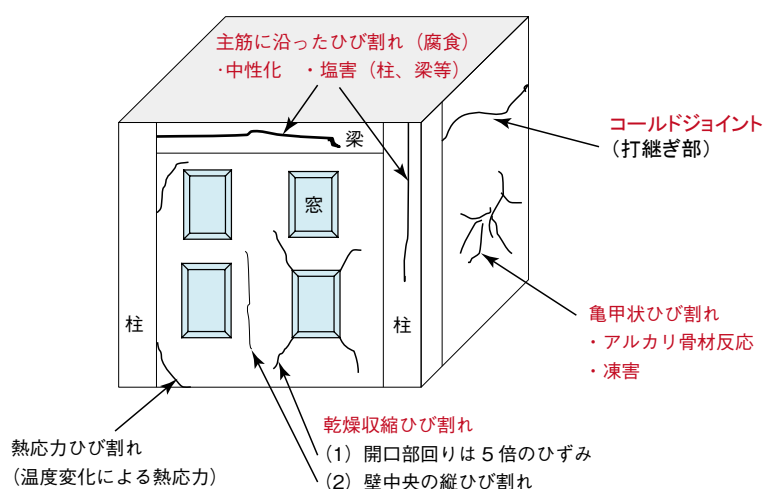 主筋に沿ったひび割れ（腐食）
・中性化　・塩害（柱、梁等）
コールドジョイント
（打継ぎ部）
梁
窓
柱
柱
亀甲状ひび割れ
・アルカリ骨材反応
・凍害
乾燥収縮ひび割れ
（1）開口部回りは 5 倍のひずみ
（2）壁中央の縦ひび割れ
熱応力ひび割れ
（温度変化による熱応力）